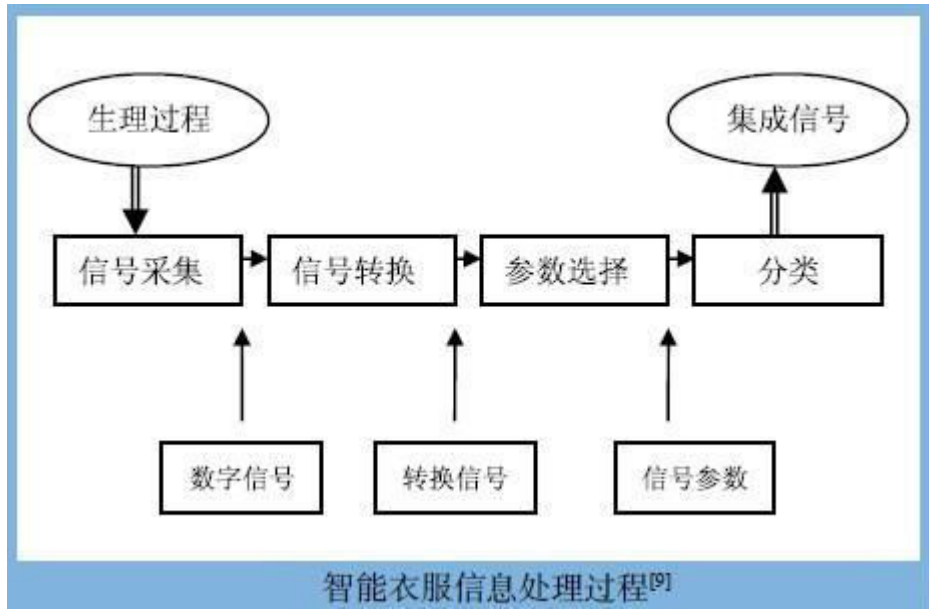 生理过程
集成信号
信号采集
信号转换
参数选择
分类
数字信号
转换信号
信号参数
智能衣服信息处理过程[9]